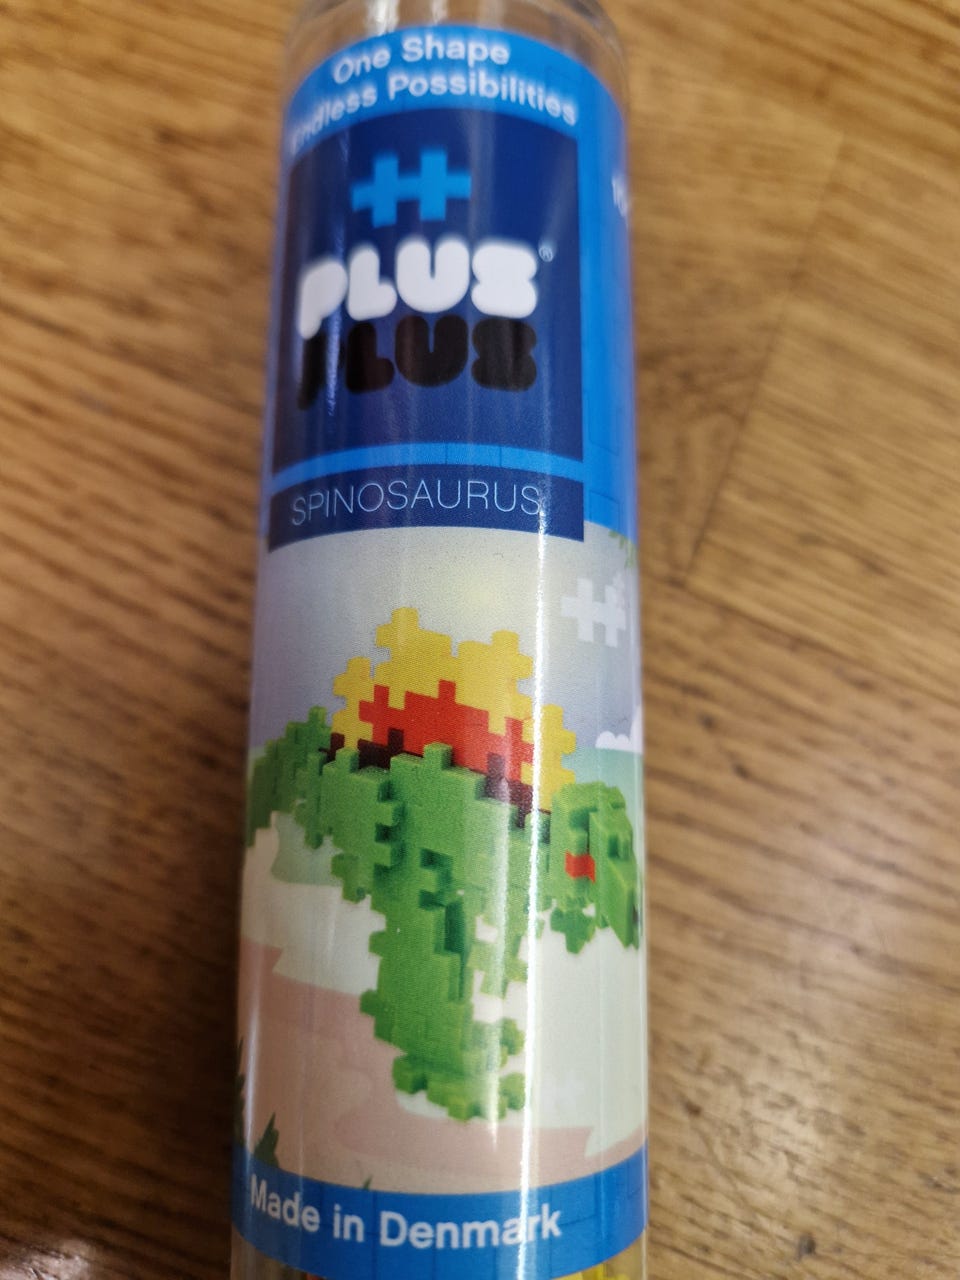 One Shape
Endless Possibilities
PLUS®
PLUS
SPINOSAURUS
Made in Denmark